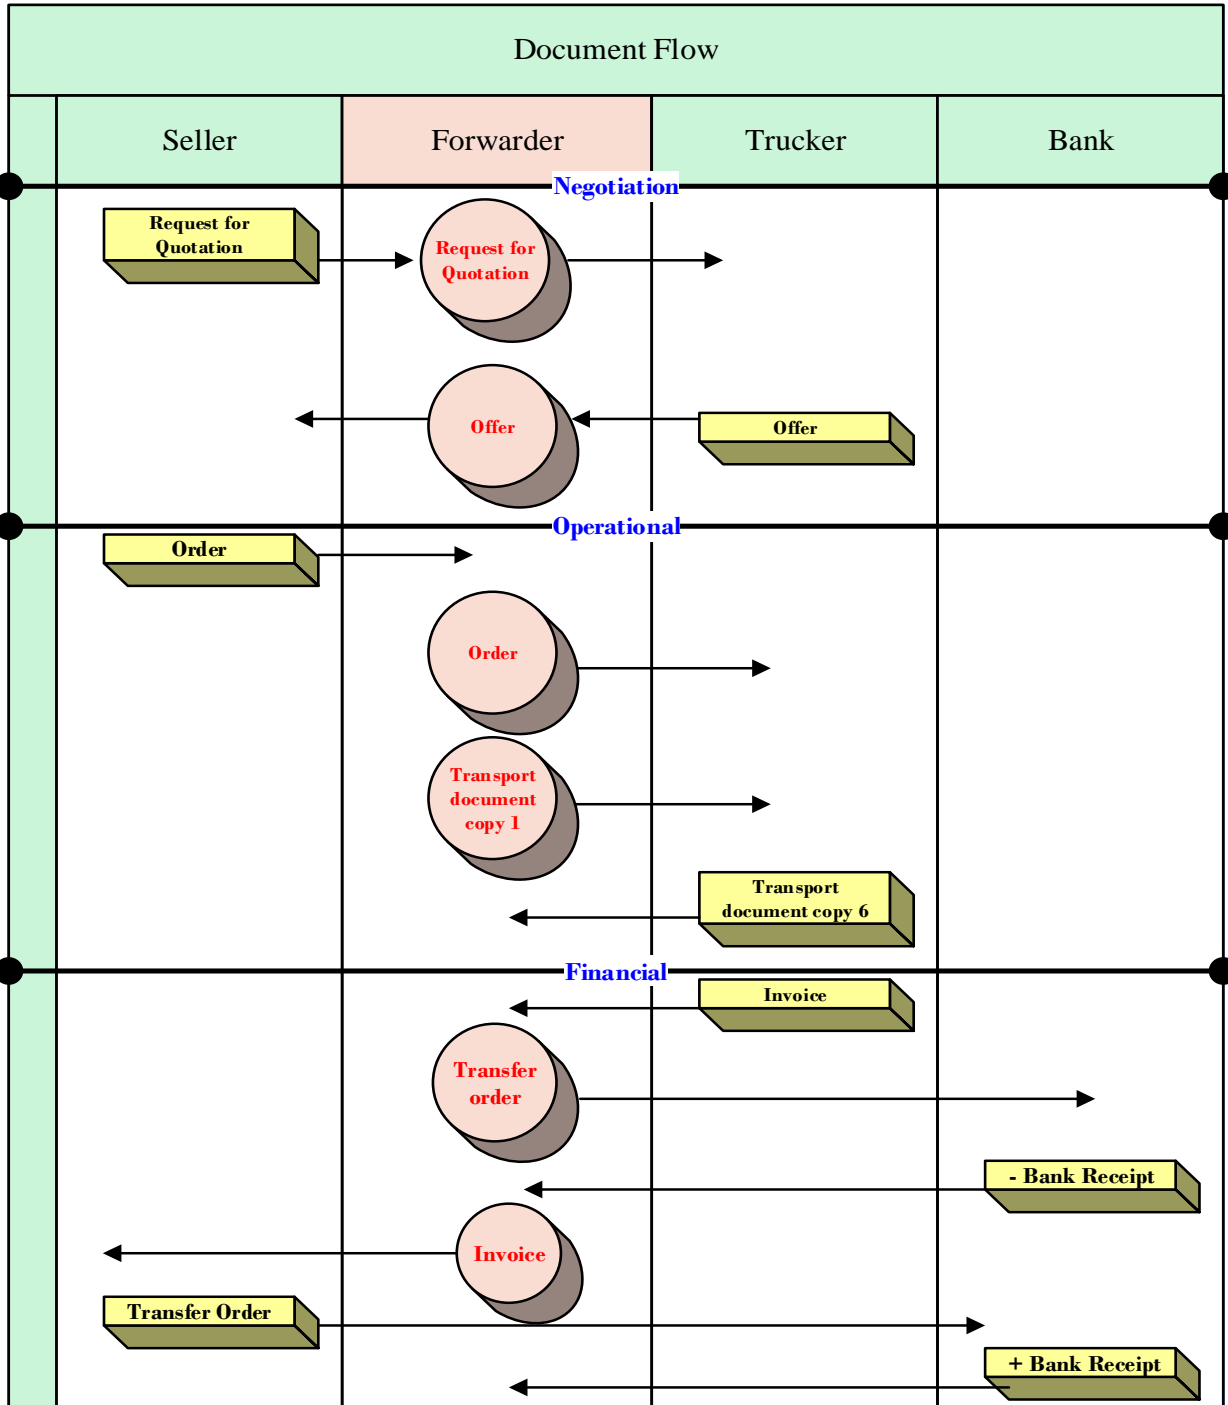 Document Flow
Seller
Forwarder
Trucker
Bank
Negotiation
Request for
Quotation
Request for
Quotation
Offer
Offer
Operational
Order
Order
Transport
document
copy 1
Transport
document copy 6
Financial
Invoice
Transfer
order
- Bank Receipt
Invoice
Transfer Order
+ Bank Receipt